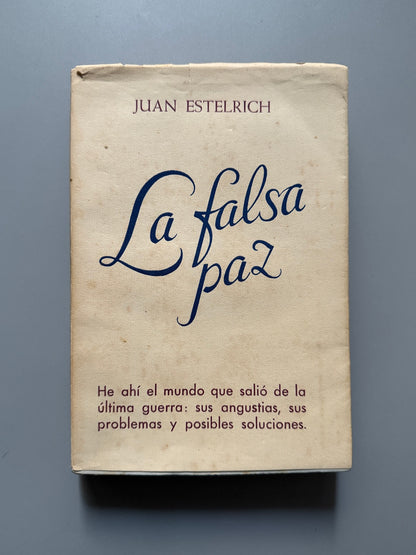 JUAN ESTELRICH
La falsa
paz
He ahí el mundo que salió de la
última guerra: sus angustias, sus
problemas y posibles soluciones.